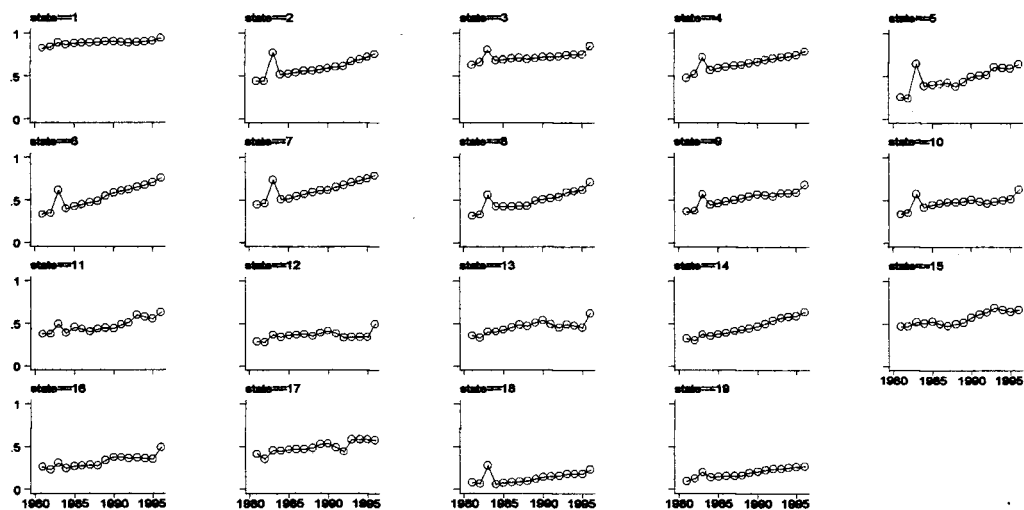 state==1 state==2 state==3 state==4 state==5
1
.5
0
state==6 state==7 state==8 state==9 state==10
1
.5
0
state==11 state==12 state==13 state==14 state==15
1
.5
0
1980 1985 1990 1995
state==16 state==17 state==18 state==19
1
.5
0
1980 1985 1990 1995 1980 1985 1990 1995 1980 1985 1990 1995 1980 1985 1990 1995